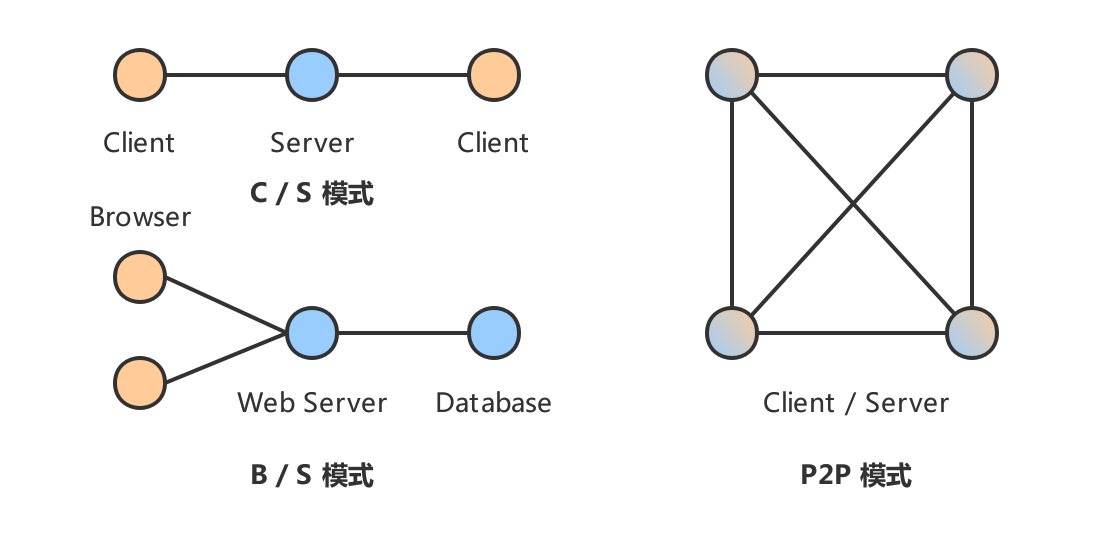 Client
Server
Client
C / S 模式
Browser
Web Server
Database
B / S 模式
Client / Server
P2P 模式